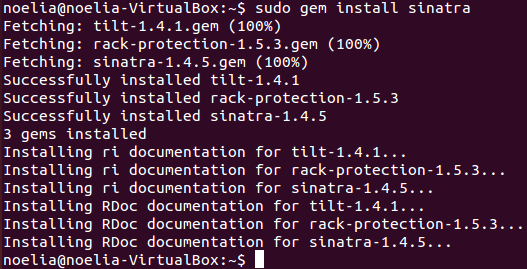 noelia@noelia-VirtualBox:~$ sudo gem install sinatra
Fetching: tilt-1.4.1.gem (100%)
Fetching: rack-protection-1.5.3.gem (100%)
Fetching: sinatra-1.4.5.gem (100%)
Successfully installed tilt-1.4.1
Successfully installed rack-protection-1.5.3
Successfully installed sinatra-1.4.5
3 gems installed
Installing ri documentation for tilt-1.4.1...
Installing ri documentation for rack-protection-1.5.3...
Installing ri documentation for sinatra-1.4.5...
Installing RDoc documentation for tilt-1.4.1...
Installing RDoc documentation for rack-protection-1.5.3...
Installing RDoc documentation for sinatra-1.4.5...
noelia@noelia-VirtualBox:~$